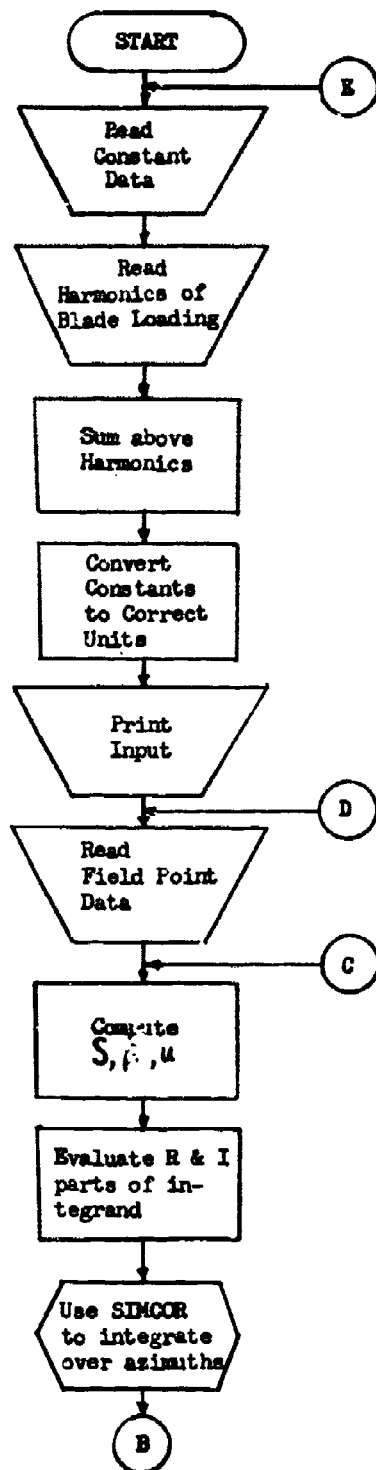 START
E
Read
Constant
Data
Read
Harmonics of
Blade Loading
Sum above
Harmonics
Convert
Constants
to Correct
Units
Print
Input
D
Read
Field Point
Data
C
Compute
S, , u
Evaluate R & I
parts of in-
tegrand
Use SIMCOR
to integrate
over azimuths
B